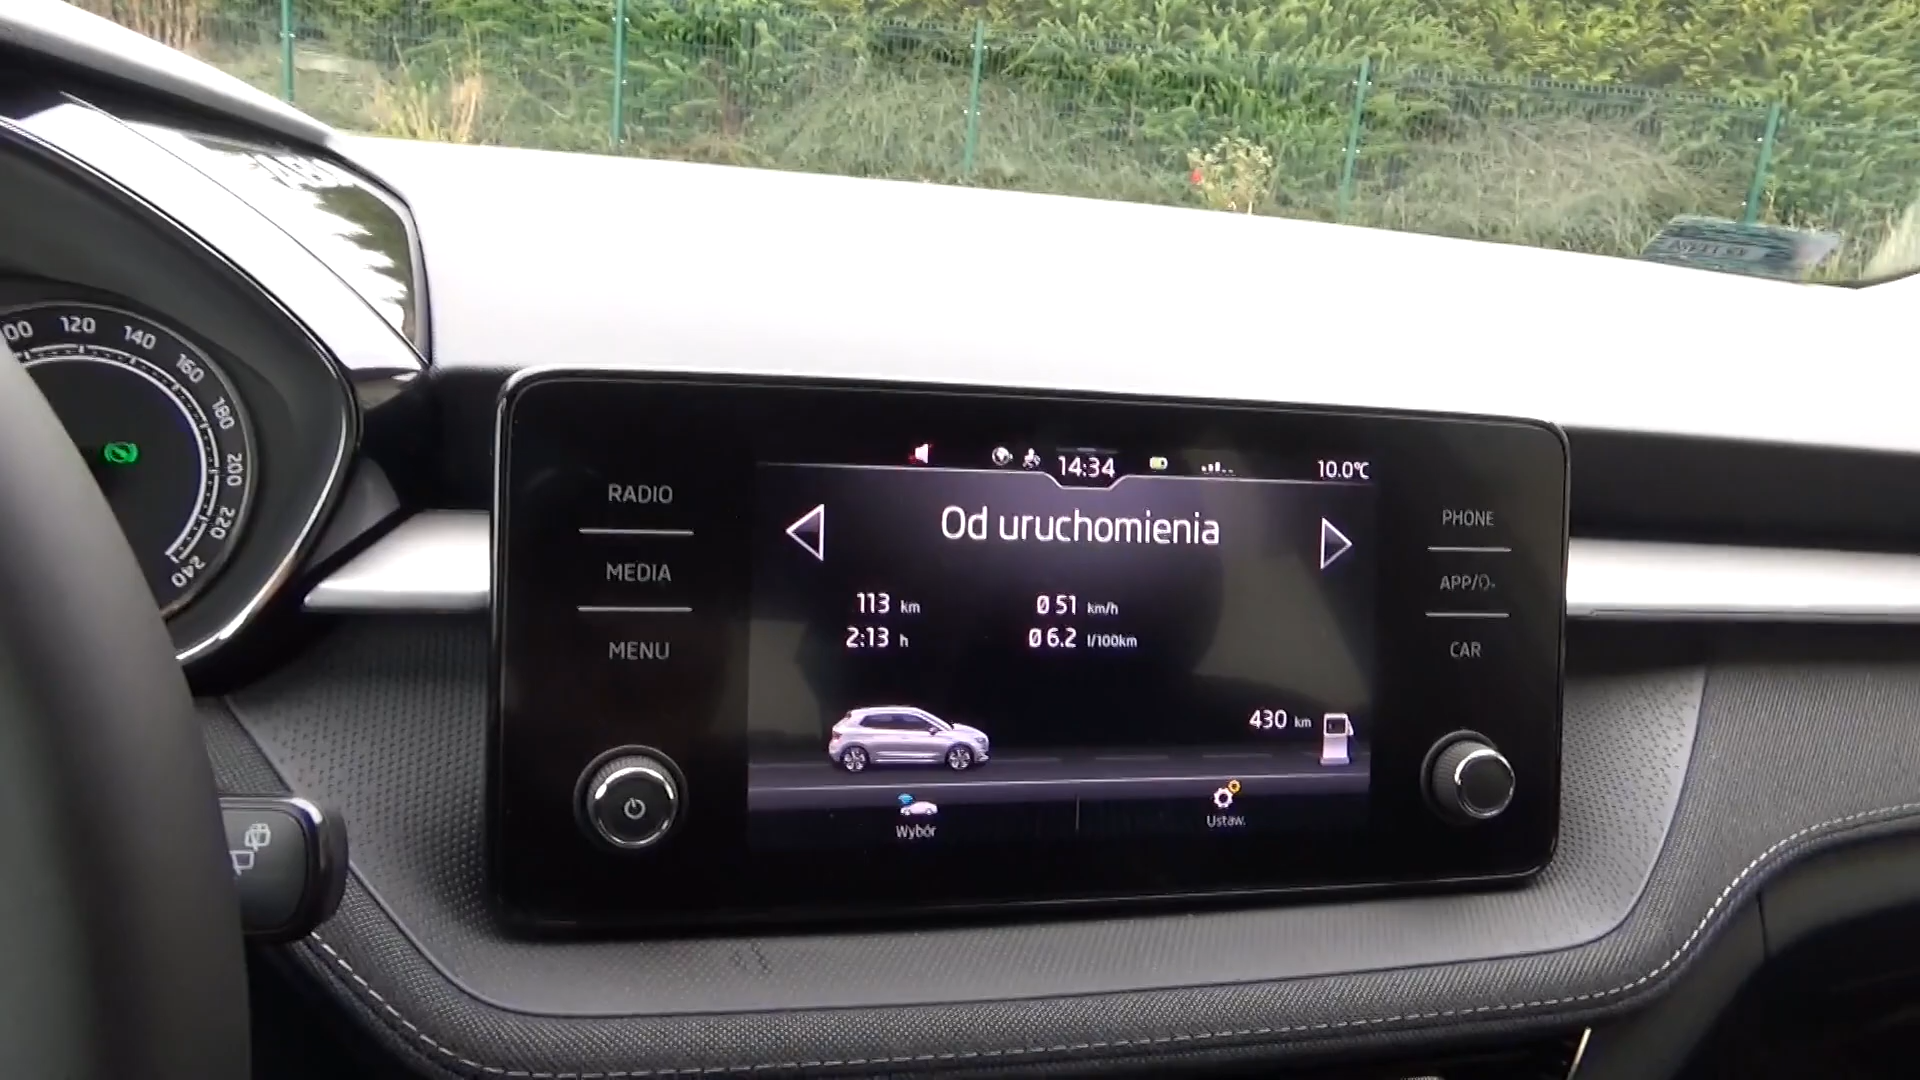 120
140
160
180
200
220
240
RADIO
MEDIA
MENU
14:34
10.0°C
Od uruchomienia
113 km
Ø 51 km/h
2:13 h
Ø 6.2 l/100km
430 km
Wybór
Ustaw.
PHONE
CAR